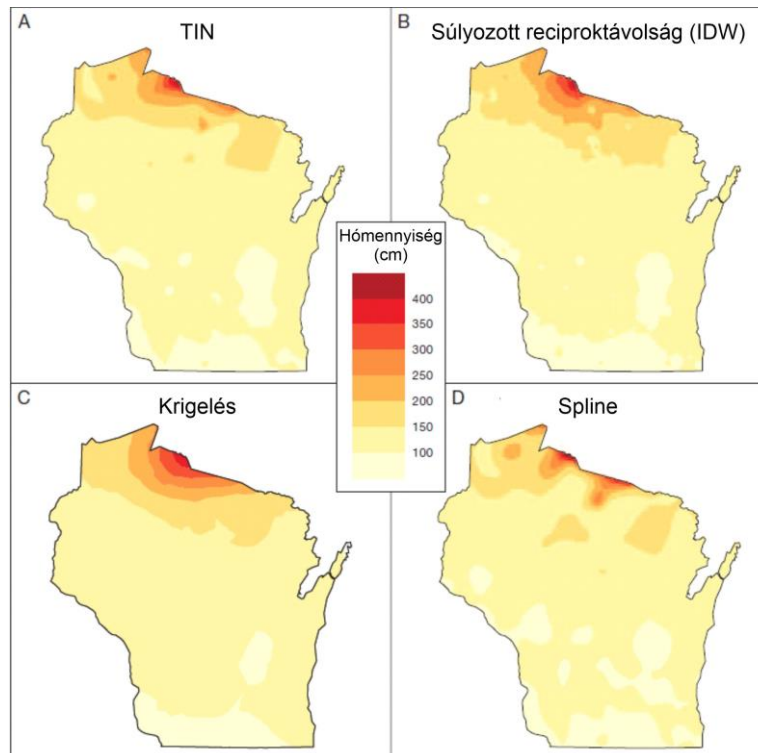 A
TIN
B
Súlyozott reciproktávolság (IDW)
Hómennyiség
(cm)
400
350
300
250
200
150
100
C
Krigelés
D
Spline